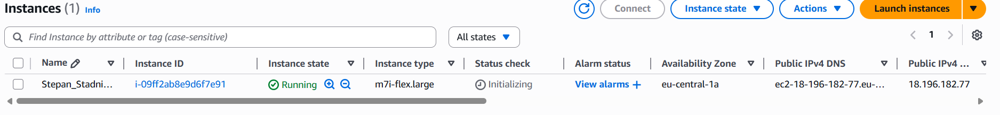 Instances (1) Info
Connect
Instance state
Actions
Launch instances
Find Instance by attribute or tag (case-sensitive)
All states
1
Name Instance ID Instance state Instance type Status check Alarm status Availability Zone Public IPv4 DNS Public IPv4 ...
Stepan_Stadni... i-09ff2ab8e9d6f7e91 Running m7i-flex.large Initializing View alarms + eu-central-1a ec2-18-196-182-77.eu-... 18.196.182.77